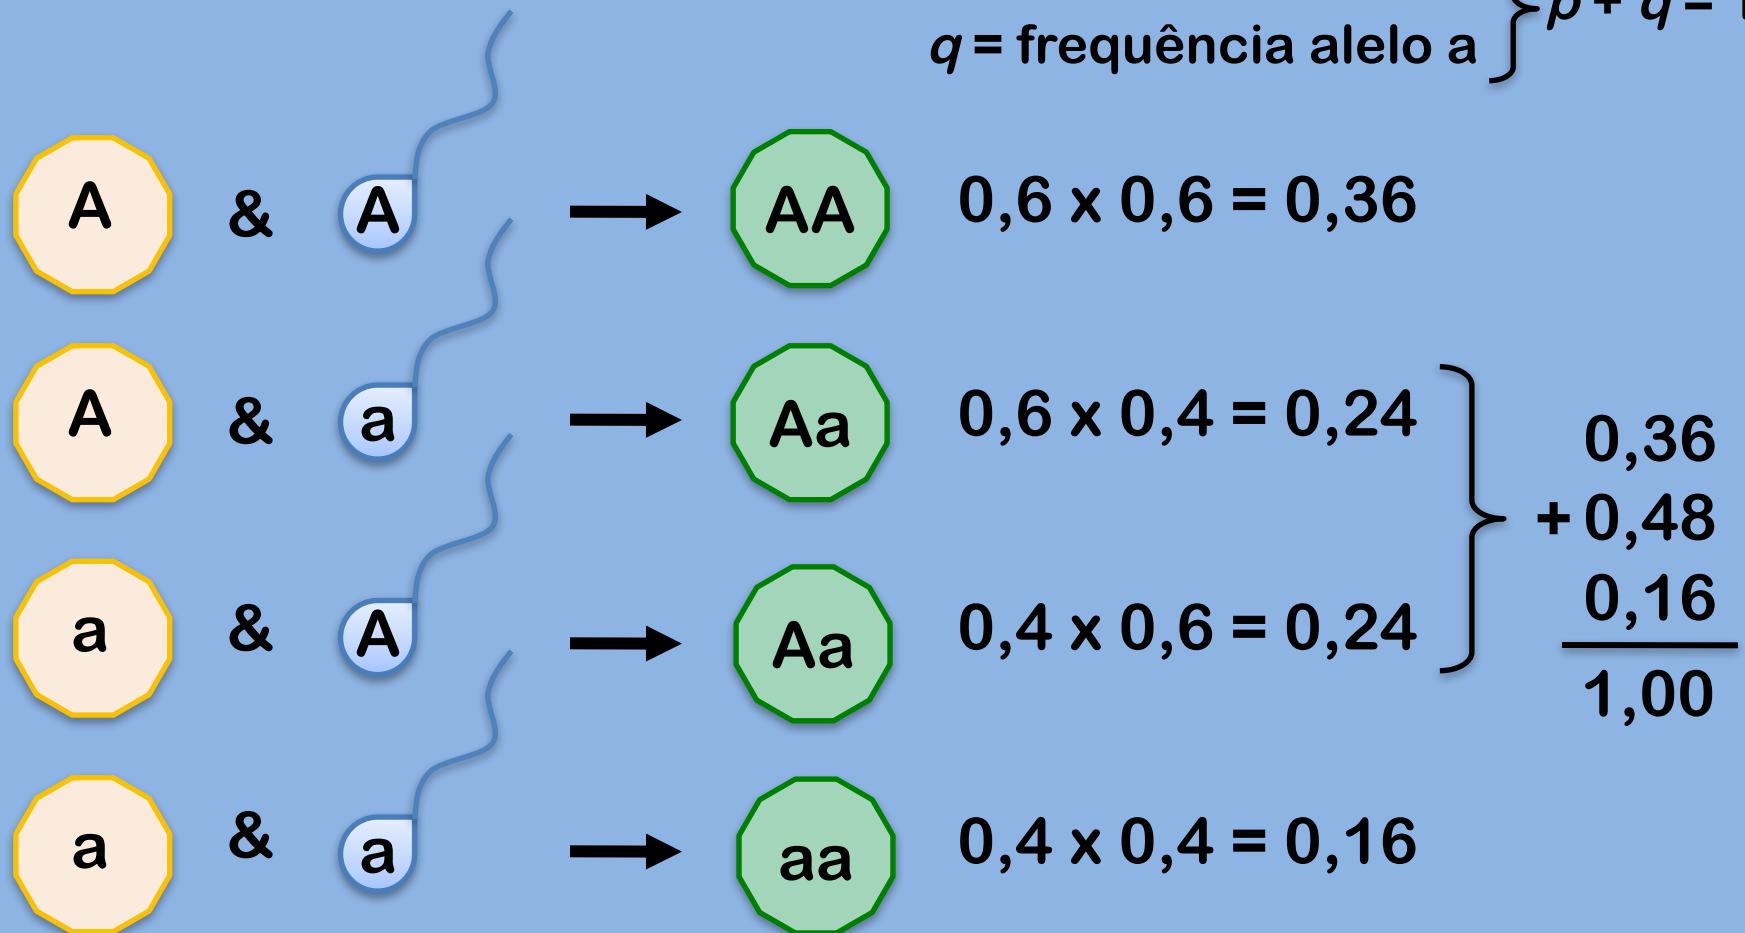 p + q =
q = frequência alelo a
A & A AA 0,6 x 0,6 = 0,36
A & a Aa 0,6 x 0,4 = 0,24
a & A Aa 0,4 x 0,6 = 0,24
a & a aa 0,4 x 0,4 = 0,16
0,36
+ 0,48
0,16
1,00